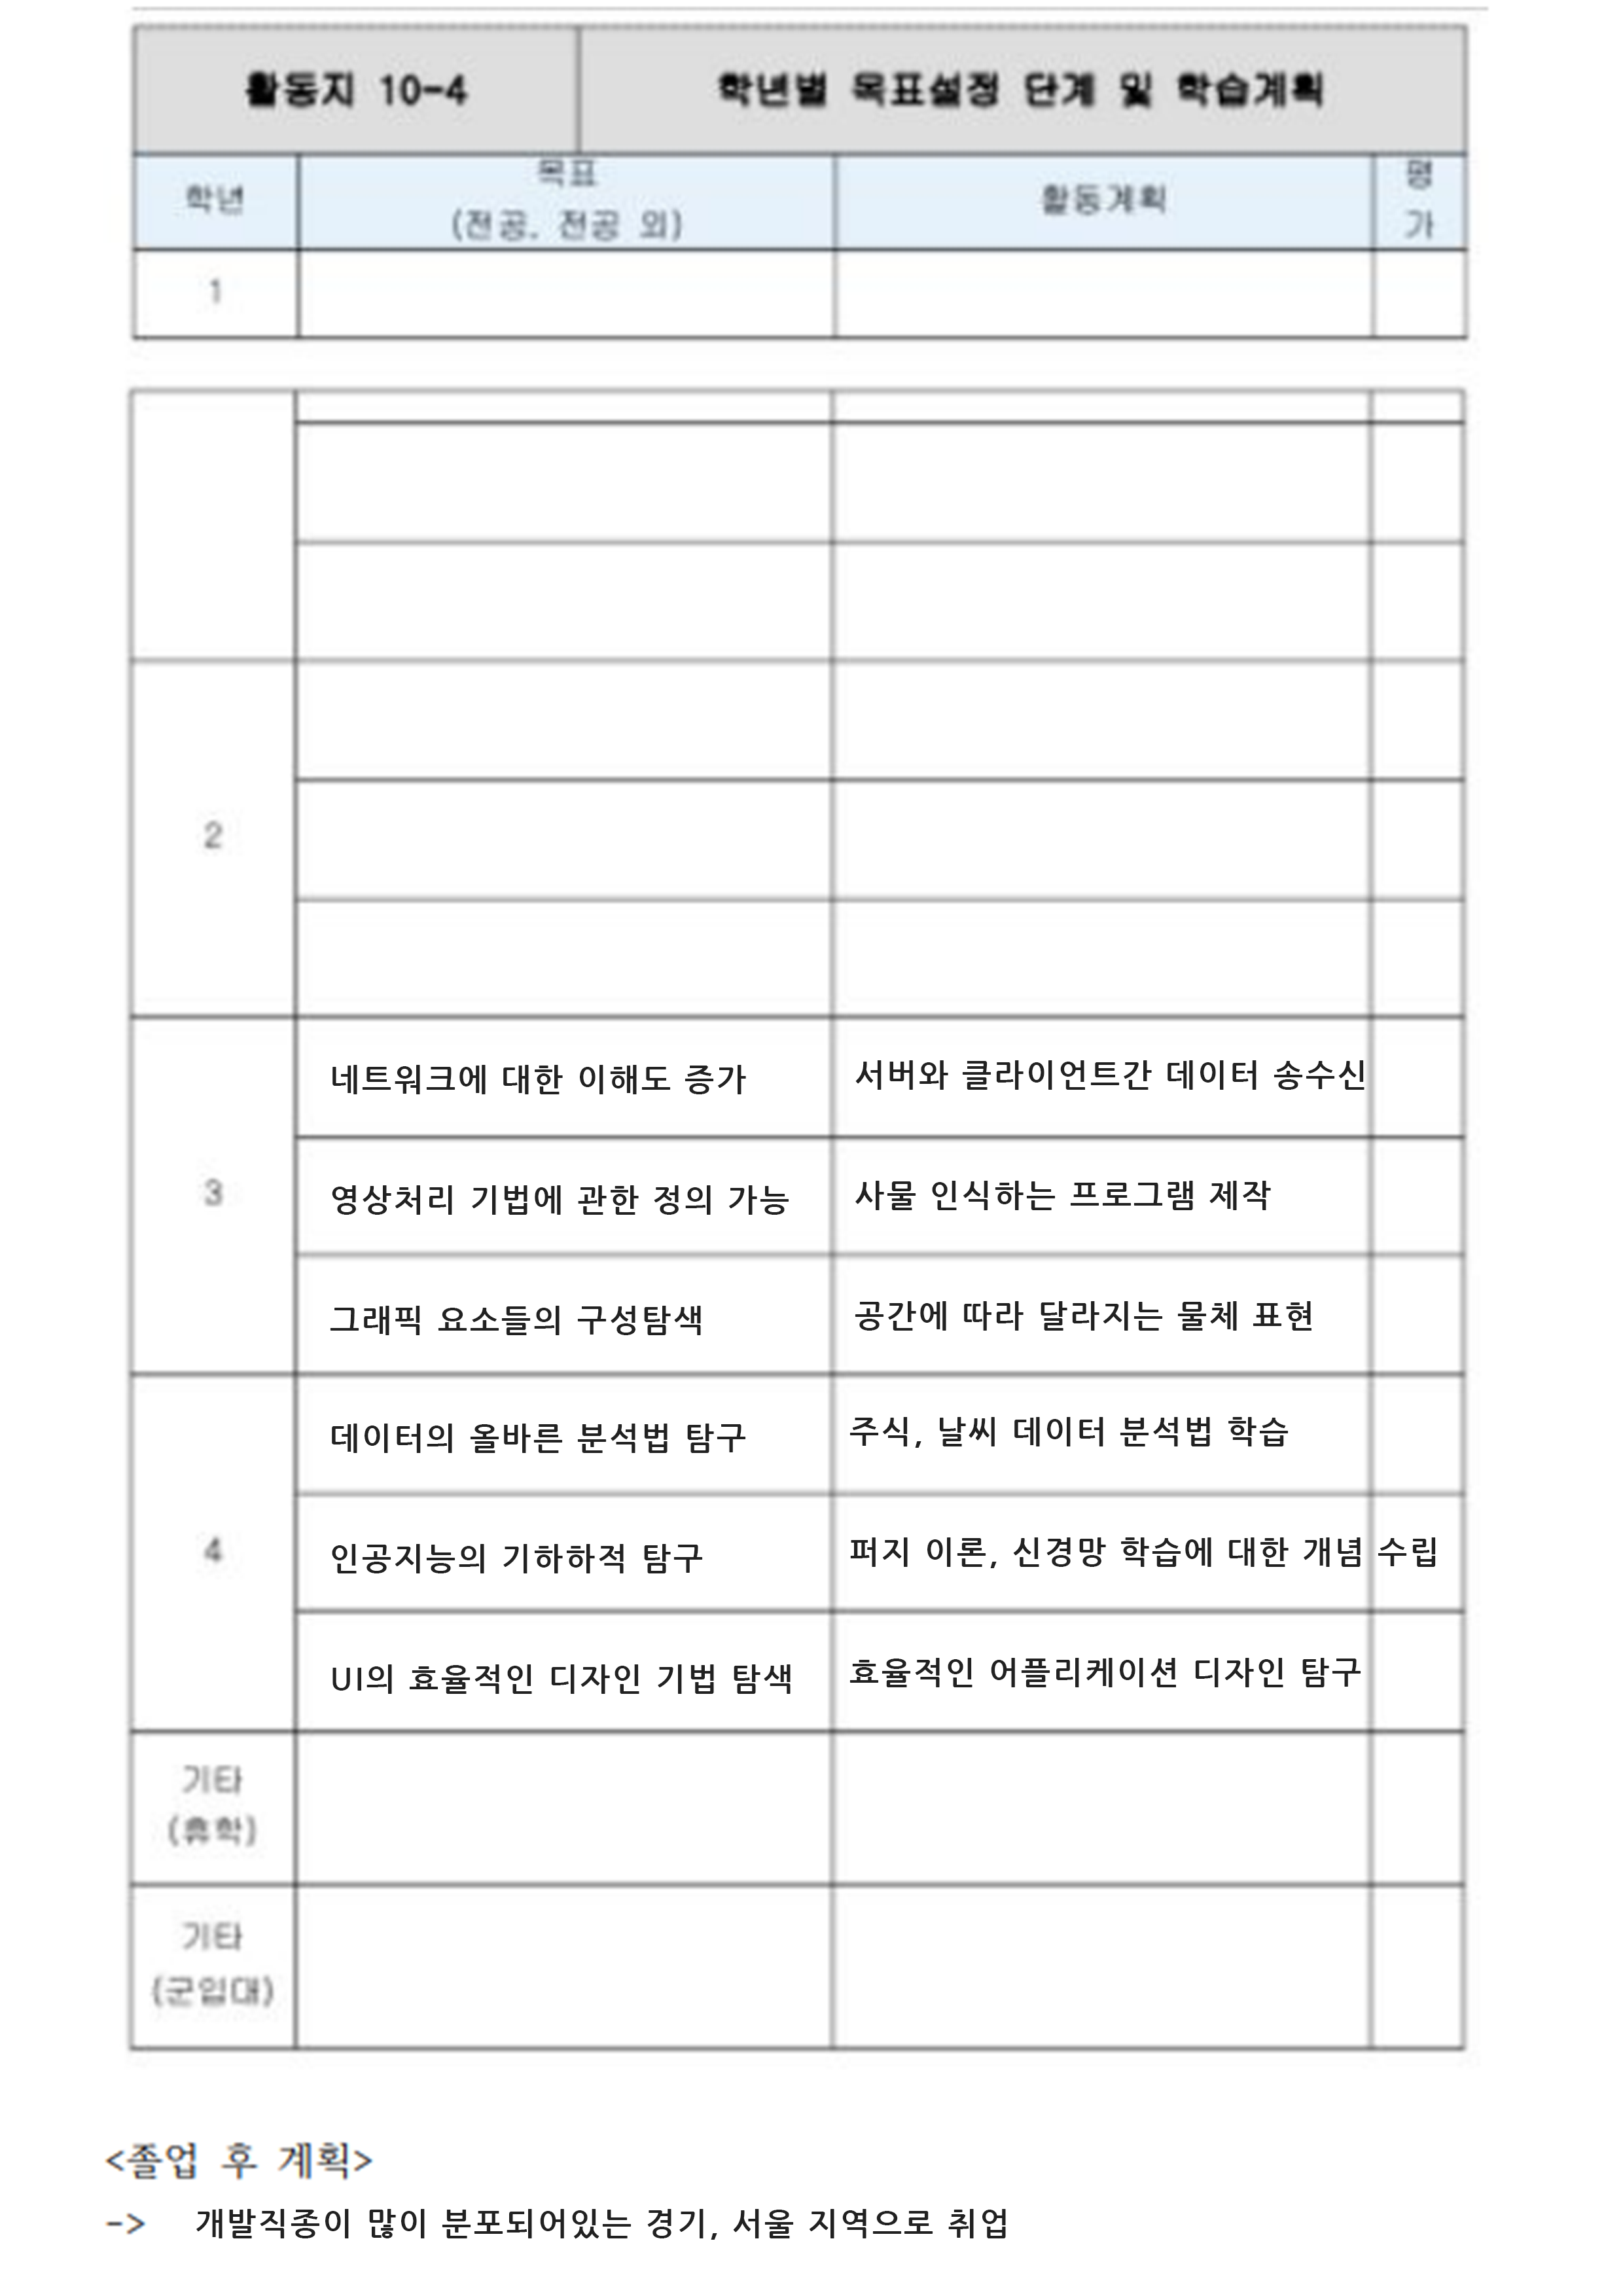 활동지 10-4
학년별 목표설정 단계 및 학습계획
학년
목표
(전공, 전공 외)
활동계획
평
가
1
2
3
네트워크에 대한 이해도 증가
서버와 클라이언트간 데이터 송수신
영상처리 기법에 관한 정의 가능
사물 인식하는 프로그램 제작
그래픽 요소들의 구성탐색
공간에 따라 달라지는 물체 표현
4
데이터의 올바른 분석법 탐구
주식, 날씨 데이터 분석법 학습
인공지능의 기하하적 탐구
퍼지 이론, 신경망 학습에 대한 개념 수립
UI의 효율적인 디자인 기법 탐색
효율적인 어플리케이션 디자인 탐구
기타
(휴학)
기타
(군입대)
<졸업 후 계획>
-> 개발직종이 많이 분포되어있는 경기, 서울 지역으로 취업